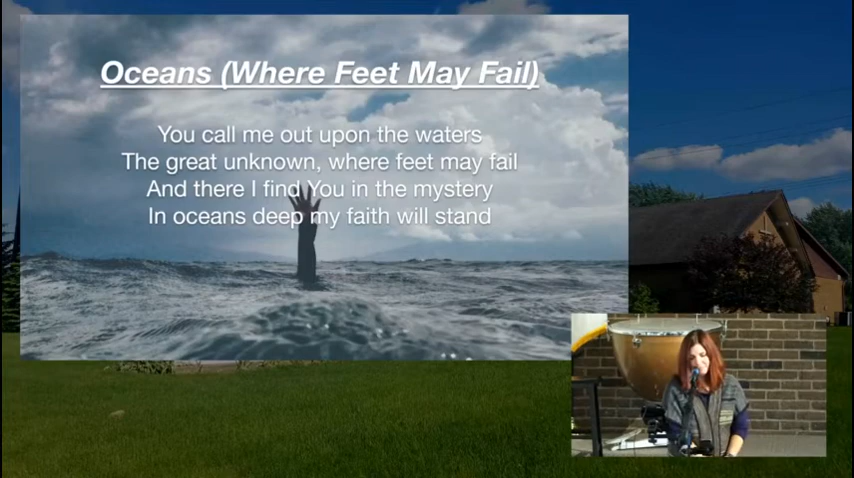 Oceans (Where Feet May Fail)
You call me out upon the waters
The great unknown, where feet may fail
And there I find You in the mystery
In oceans deep my faith will stand